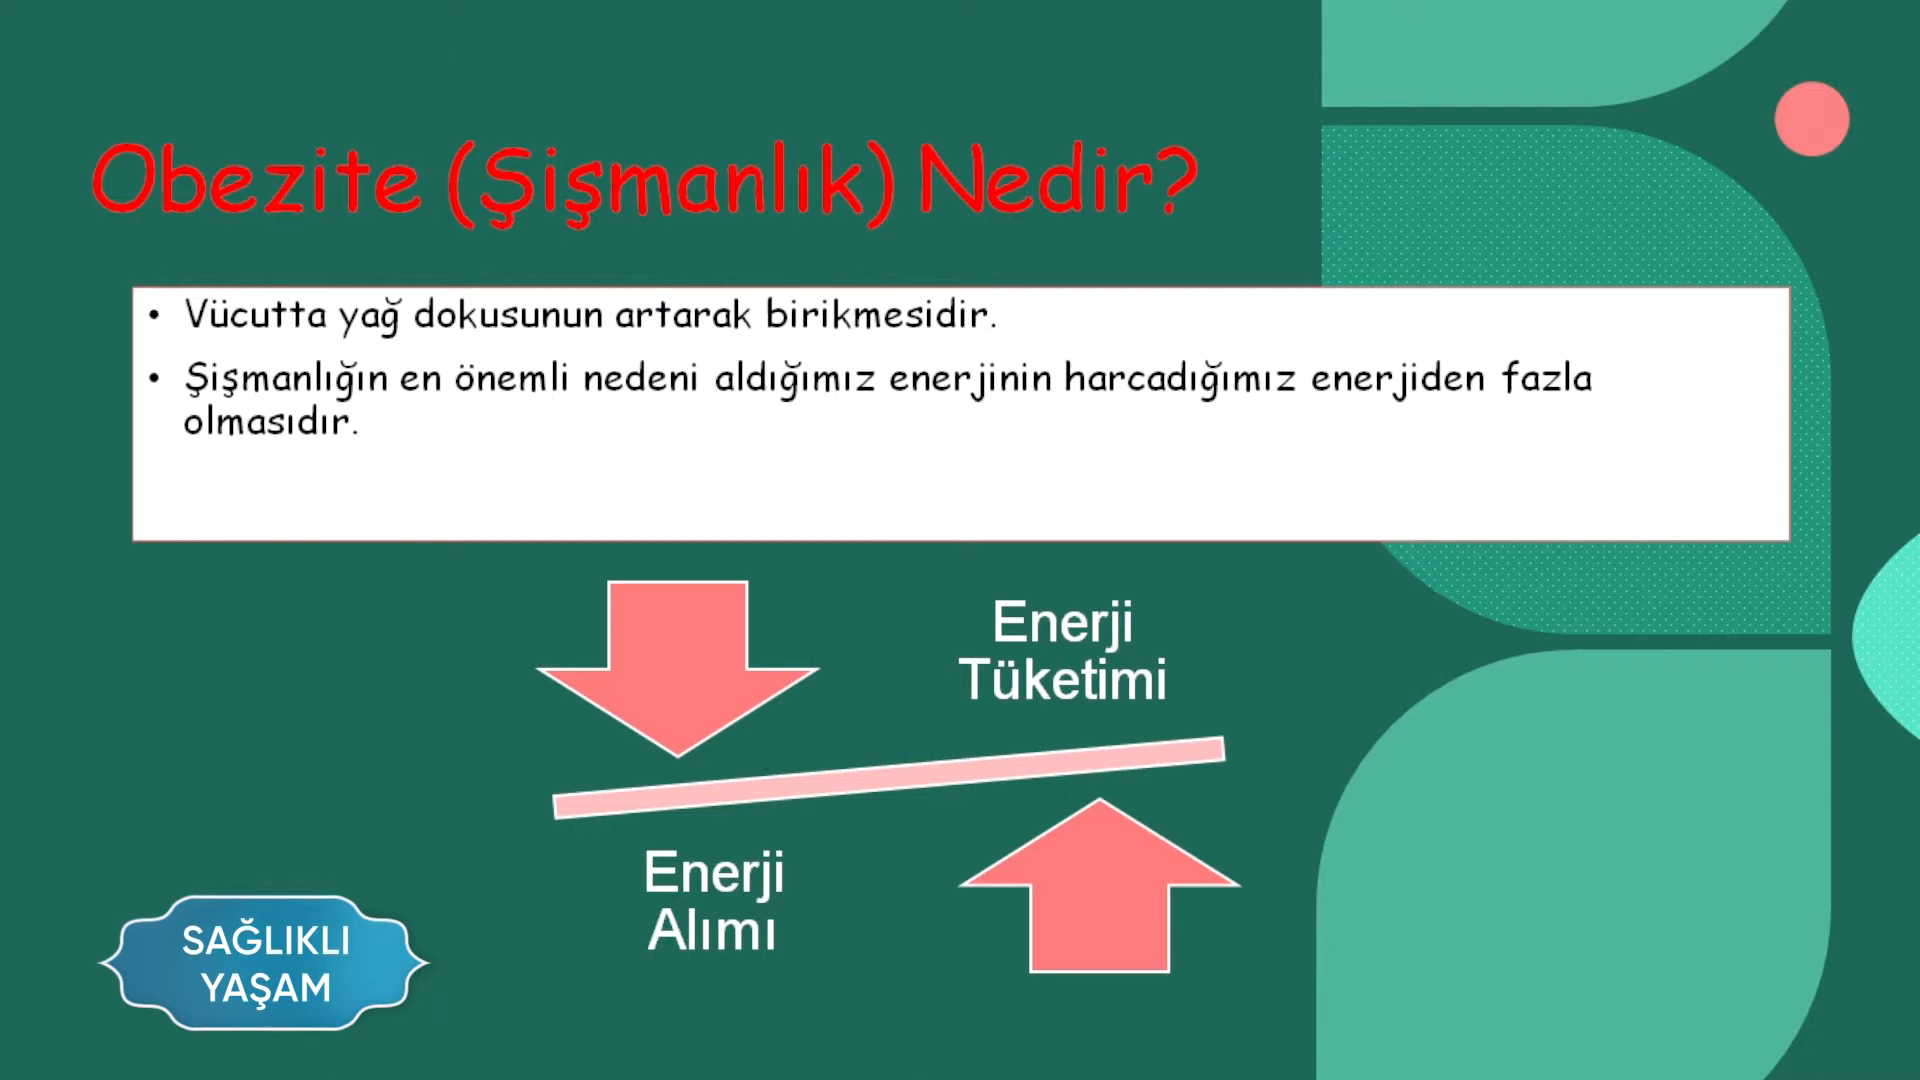 Obezite (Şişmanlık) Nedir?
• Vücutta yağ dokusunun artarak birikmesidir.
• Şişmanlığın en önemli nedeni aldığımız enerjinin harcadığımız enerjiden fazla
olmasıdır.
Enerji
Tüketimi
Enerji
Alımı
SAĞLIKLI
YAŞAM